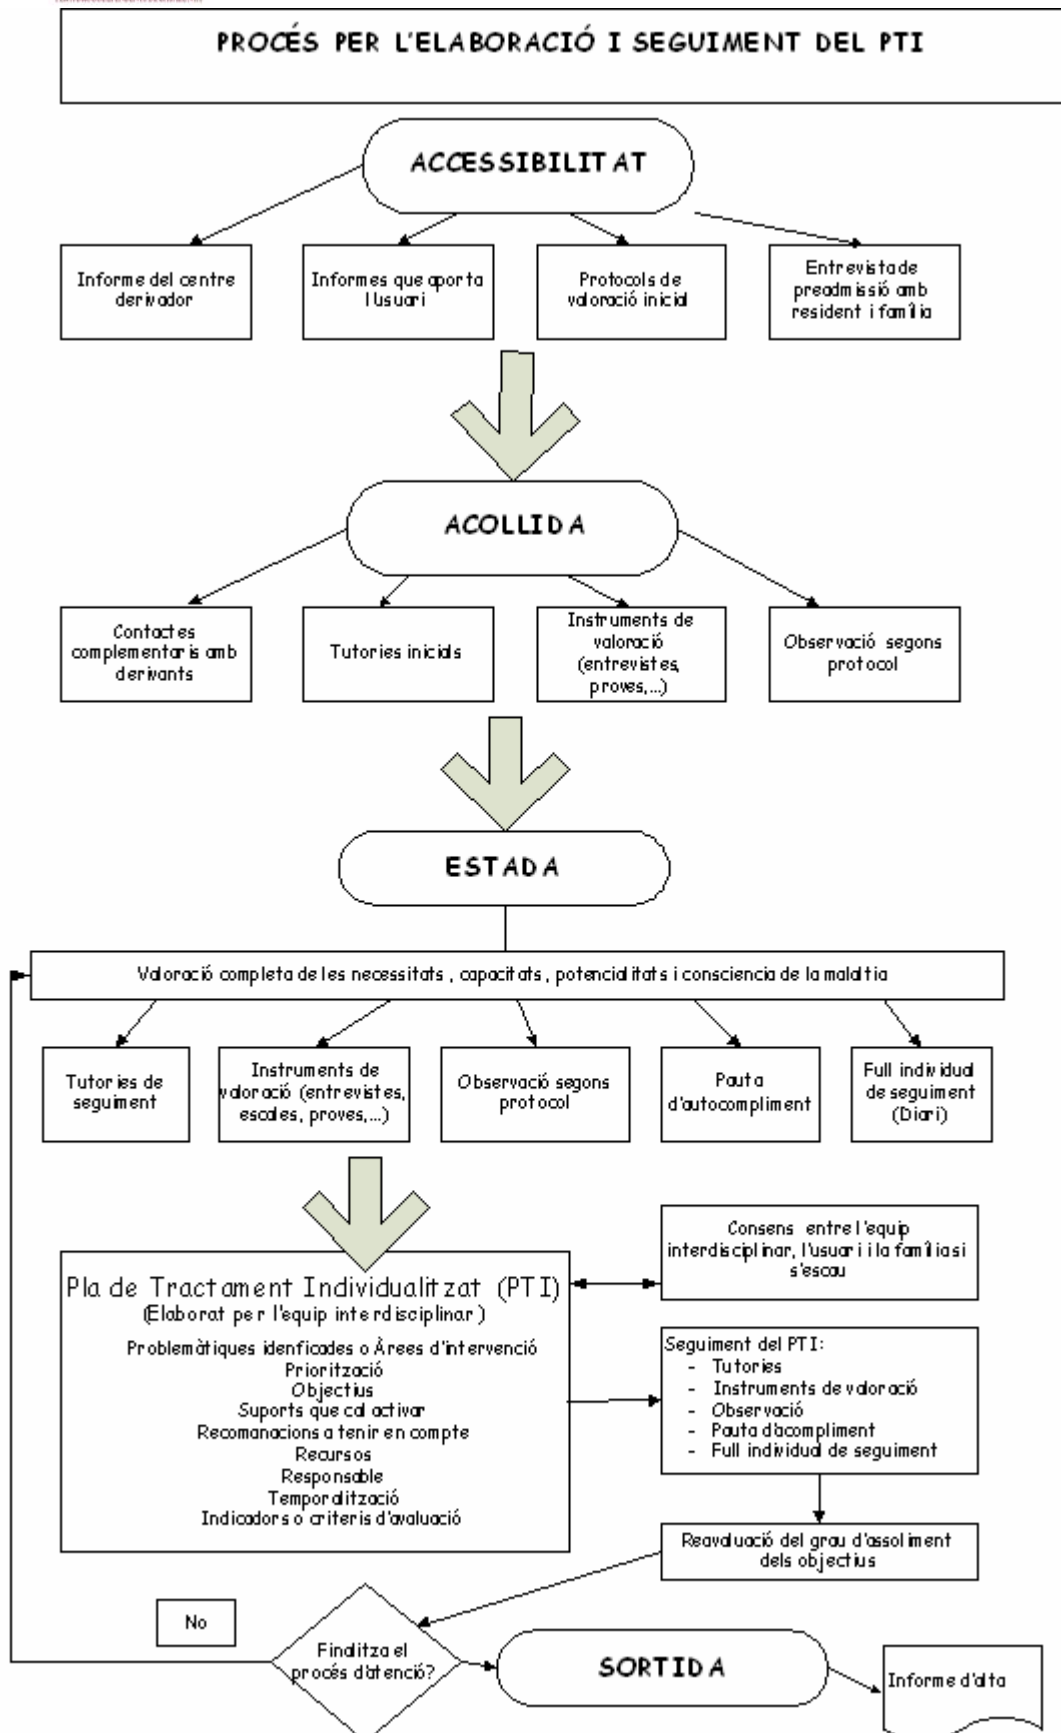 PROCÉS PER L'ELABORACIÓ I SEGUIMENT DEL PTI
ACCESSIBILITAT
Informe del centre
derivador
Informes que aporta
l'usuari
Protocols de
valoració inicial
Entrevista de
preadmissió amb
resident i família
ACOLLIDA
Contactes
complementaris amb
derivants
Tutories inicials
Instruments de
valoració
(entrevistes,
proves,...)
Observació segons
protocol
ESTADA
Valoració completa de les necessitats, capacitats, potencialitats i consciencia de la malaltia
Tutories de
seguiment
Instruments de
valoració (entrevistes,
escales, proves,...)
Observació segons
protocol
Pauta
d'autocompliment
Full individual
de seguiment
(Diari)
Consens entre l'equip
interdisciplinar, l'usuari i la família si
s'escau
Pla de Tractament Individualitzat (PTI)
(Elaborat per l'equip interdisciplinar)
Problemàtiques idenficades o Àrees d'intervenció
Priorització
Objectius
Suports que cal activar
Recomanacions a tenir en compte
Recursos
Responsable
Temporalització
Indicadors o criteris d'avaluació
Seguiment del PTI:
- Tutories
- Instruments de valoració
- Observació
- Pauta d'acompliment
- Full individual de seguiment
Reavaluació del grau d'assoliment
dels objectius
No
Finalitza el
procés d'atenció?
SORTIDA
Informe d'alta